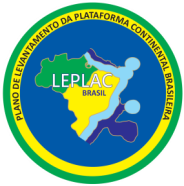 PLANO DE LEVANTAMENTO DA PLATAFORMA CONTINENTAL BRASILEIRA
LEPLAC
BRASIL